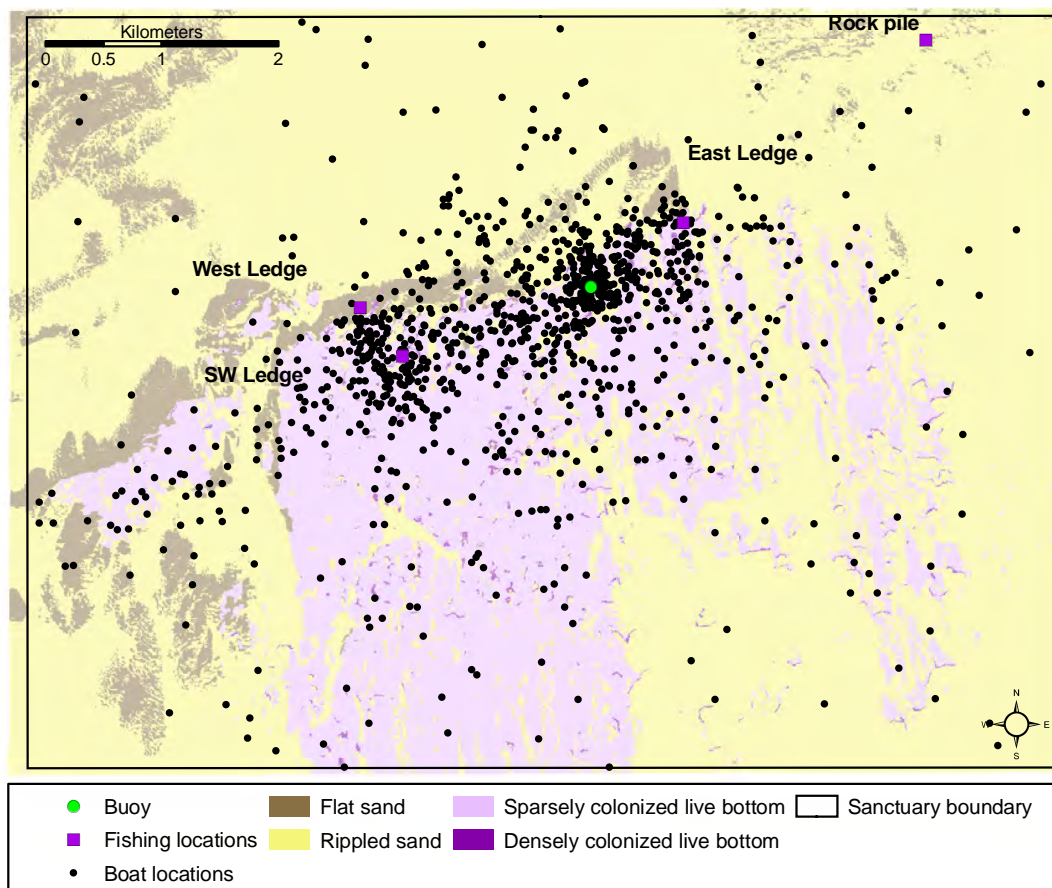 Rock pile
Kilometers
0 0.5 1 2
East Ledge
West Ledge
SW Ledge
N
W E
S
Buoy Flat sand Sparsely colonized live bottom Sanctuary boundary
Fishing locations Rippled sand Densely colonized live bottom
Boat locations